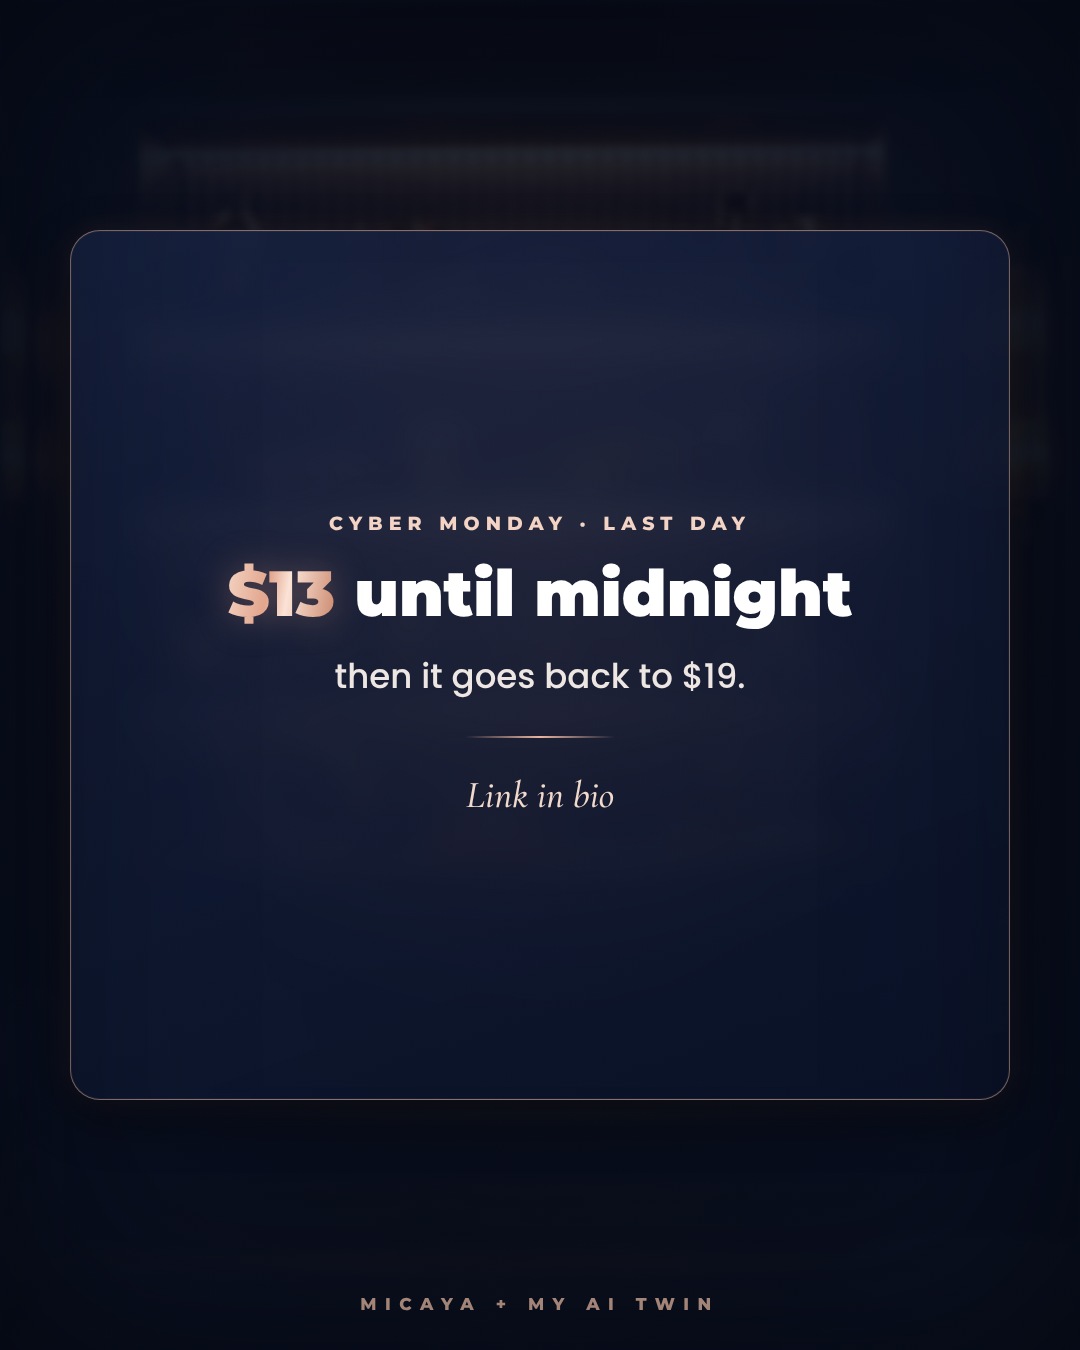 CYBER MONDAY · LAST DAY
$13 until midnight
then it goes back to $19.
Link in bio
MICAYA + MY AI TWIN